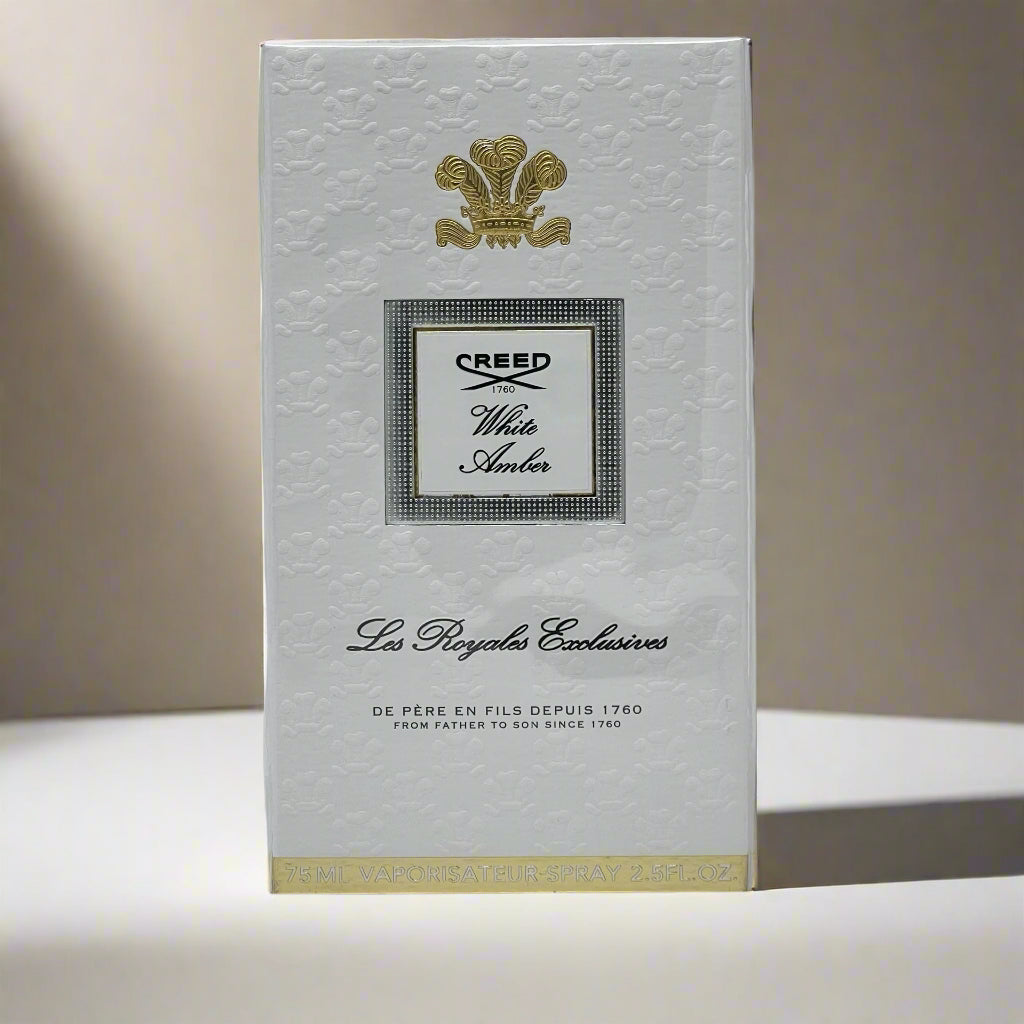 CREED
1760
White
Amber
Les Royales Exclusives
DE PÈRE EN FILS DEPUIS 1760
FROM FATHER TO SON SINCE 1760
75 ML VAPORISATEUR-SPRAY 2.5FL.OZ.